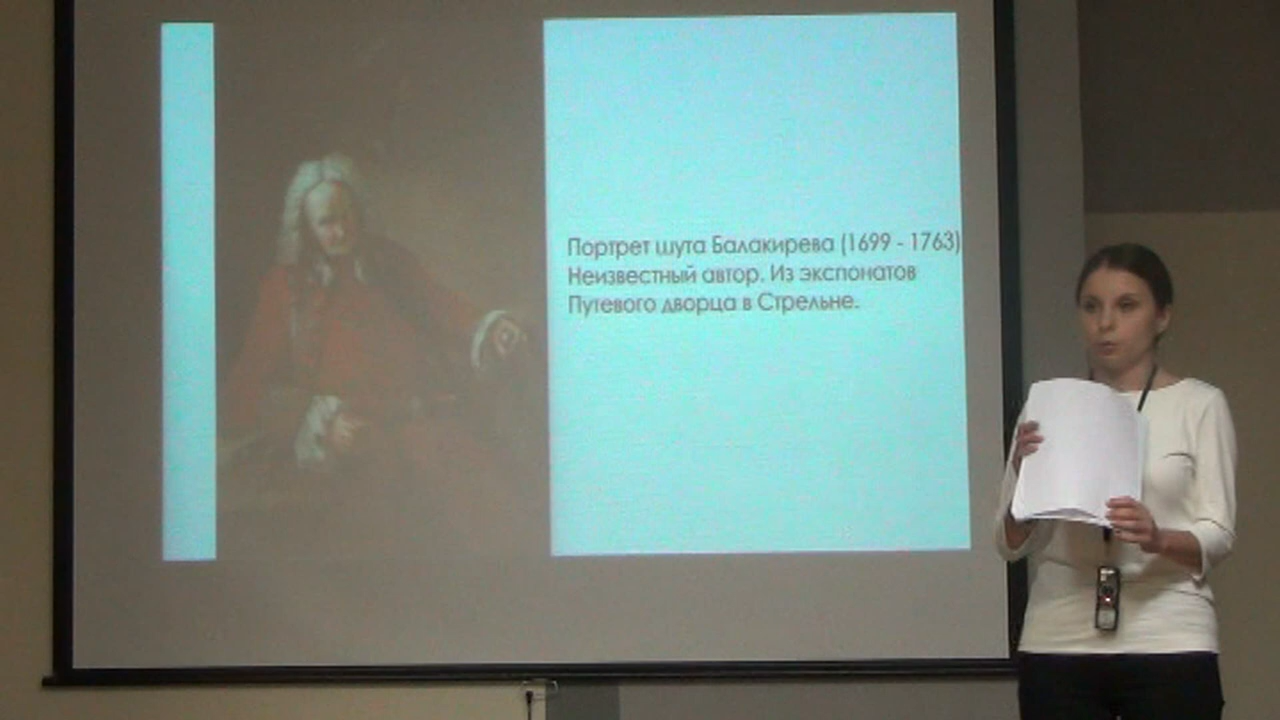 Портрет шута Балакирева (1699 - 1763)
Неизвестный автор. Из экспонатов
Путевого дворца в Стрельне.